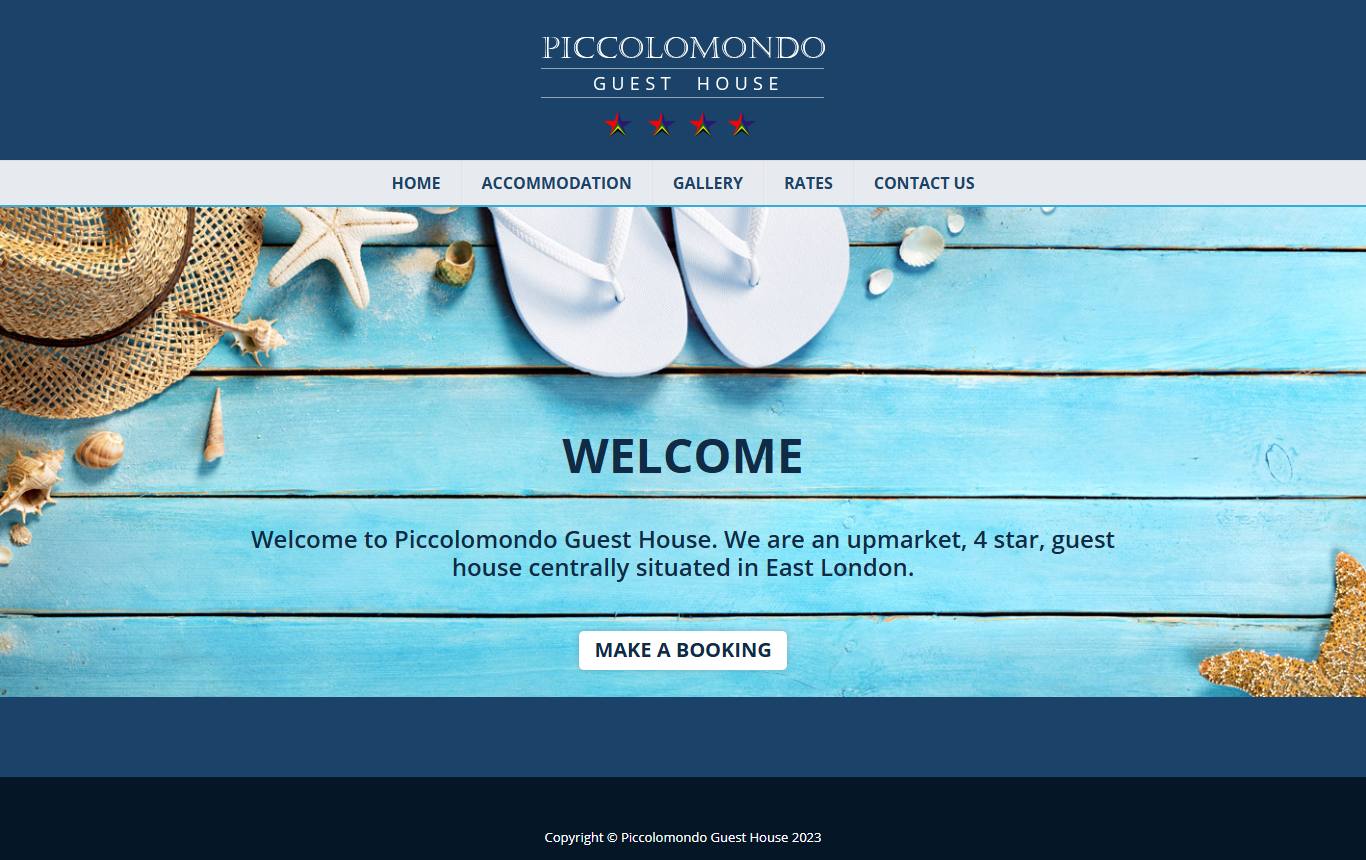 PICCOLOMONDO
GUEST HOUSE
HOME ACCOMMODATION GALLERY RATES CONTACT US
WELCOME
Welcome to Piccolomondo Guest House. We are an upmarket, 4 star, guest
house centrally situated in East London.
MAKE A BOOKING
Copyright © Piccolomondo Guest House 2023